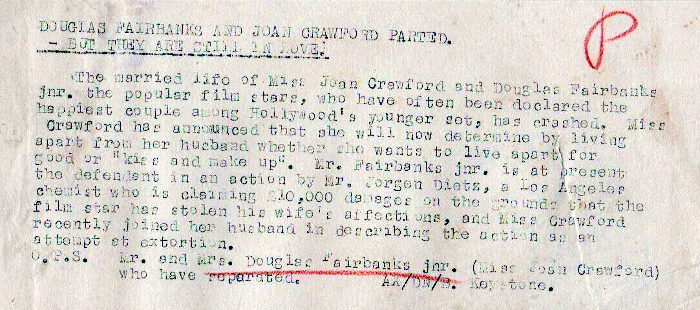 DOUGLAS FAIRBANKS AND JOAN CRAWFORD PARTED.
- BUT THEY ARE STILL IN LOVE.
The married life of Miss Joan Crawford and Douglas Fairbanks
jnr. the popular film stars, who have often been declared the
happiest couple among Hollywood's younger set, has crashed. Miss
Crawford has announced that she will now determine by living
apart from her husband whether she wants to live apart for
good or "kiss and make up". Mr. Fairbanks jnr. is at present
the defendant in an action by Mr. Jorgen Dietz, a Los Angeles
chemist who is claiming £10,000 damages on the grounds that the
film star has stolen his wife's affections, and Miss Crawford
recently joined her husband in describing the action as an
attempt at extortion.
O.P.S. Mr. and Mrs. Douglas Fairbanks jnr. (Miss Joan Crawford)
who have reparated. Keystone.
P